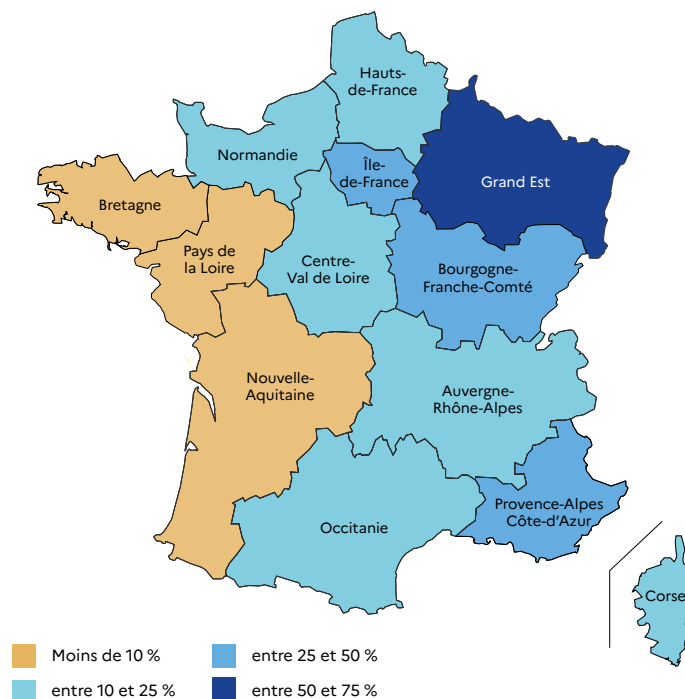 Hauts-
de-France
Normandie
Île-
de-France
Grand Est
Bretagne
Pays de
la Loire
Centre-
Val de Loire
Bourgogne-
Franche-Comté
Nouvelle-
Aquitaine
Auvergne-
Rhône-Alpes
Provence-Alpes
Côte-d’Azur
Occitanie
Corse
Moins de 10 %
entre 25 et 50 %
entre 10 et 25 %
entre 50 et 75 %